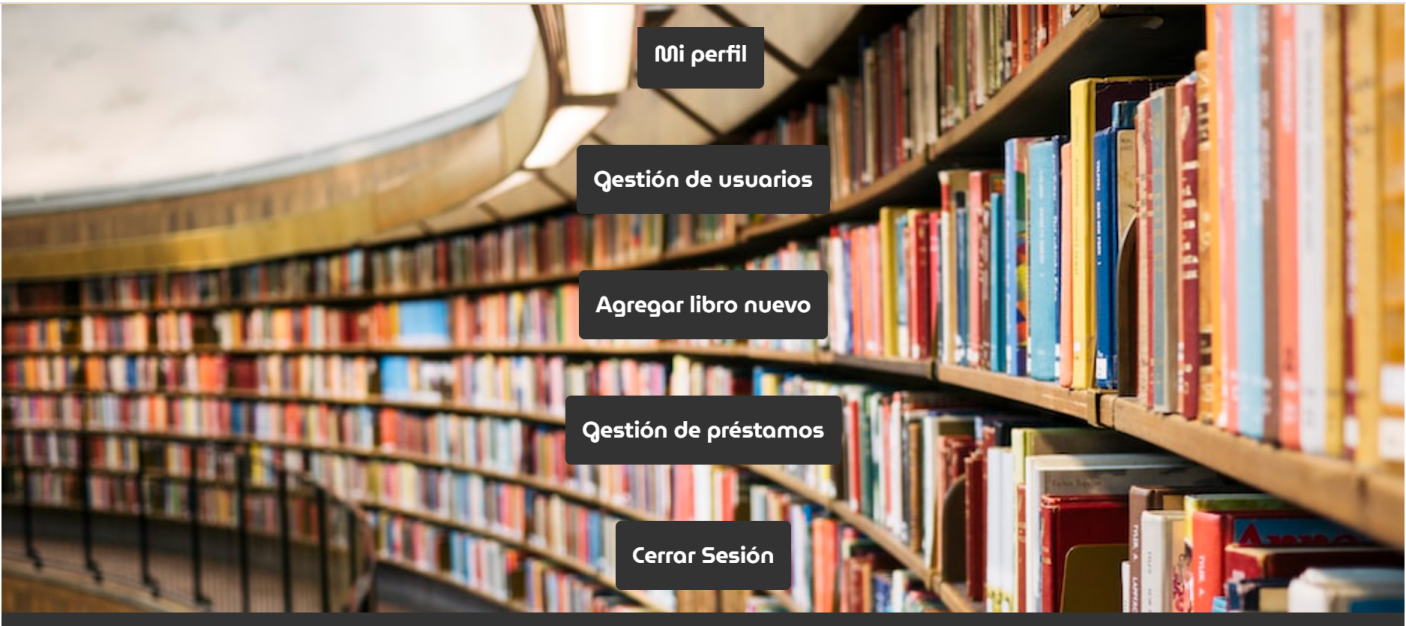 Mi perfil
Gestión de usuarios
Agregar libro nuevo
Gestión de préstamos
Cerrar Sesión